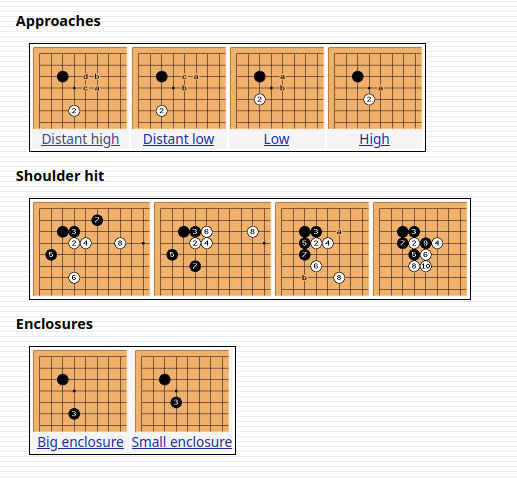 Approaches
d b
c a
2
Distant high
c a
b
2
Distant low
a
b
2
Low
a
2
High
Shoulder hit
7
3
2 4 8
5
6
3 6 8
2 4
5
7
3 a
5 2 4
7
6
b 8
3
7 2 9 4
5 6
8 10
Enclosures
3
Big enclosure
3
Small enclosure